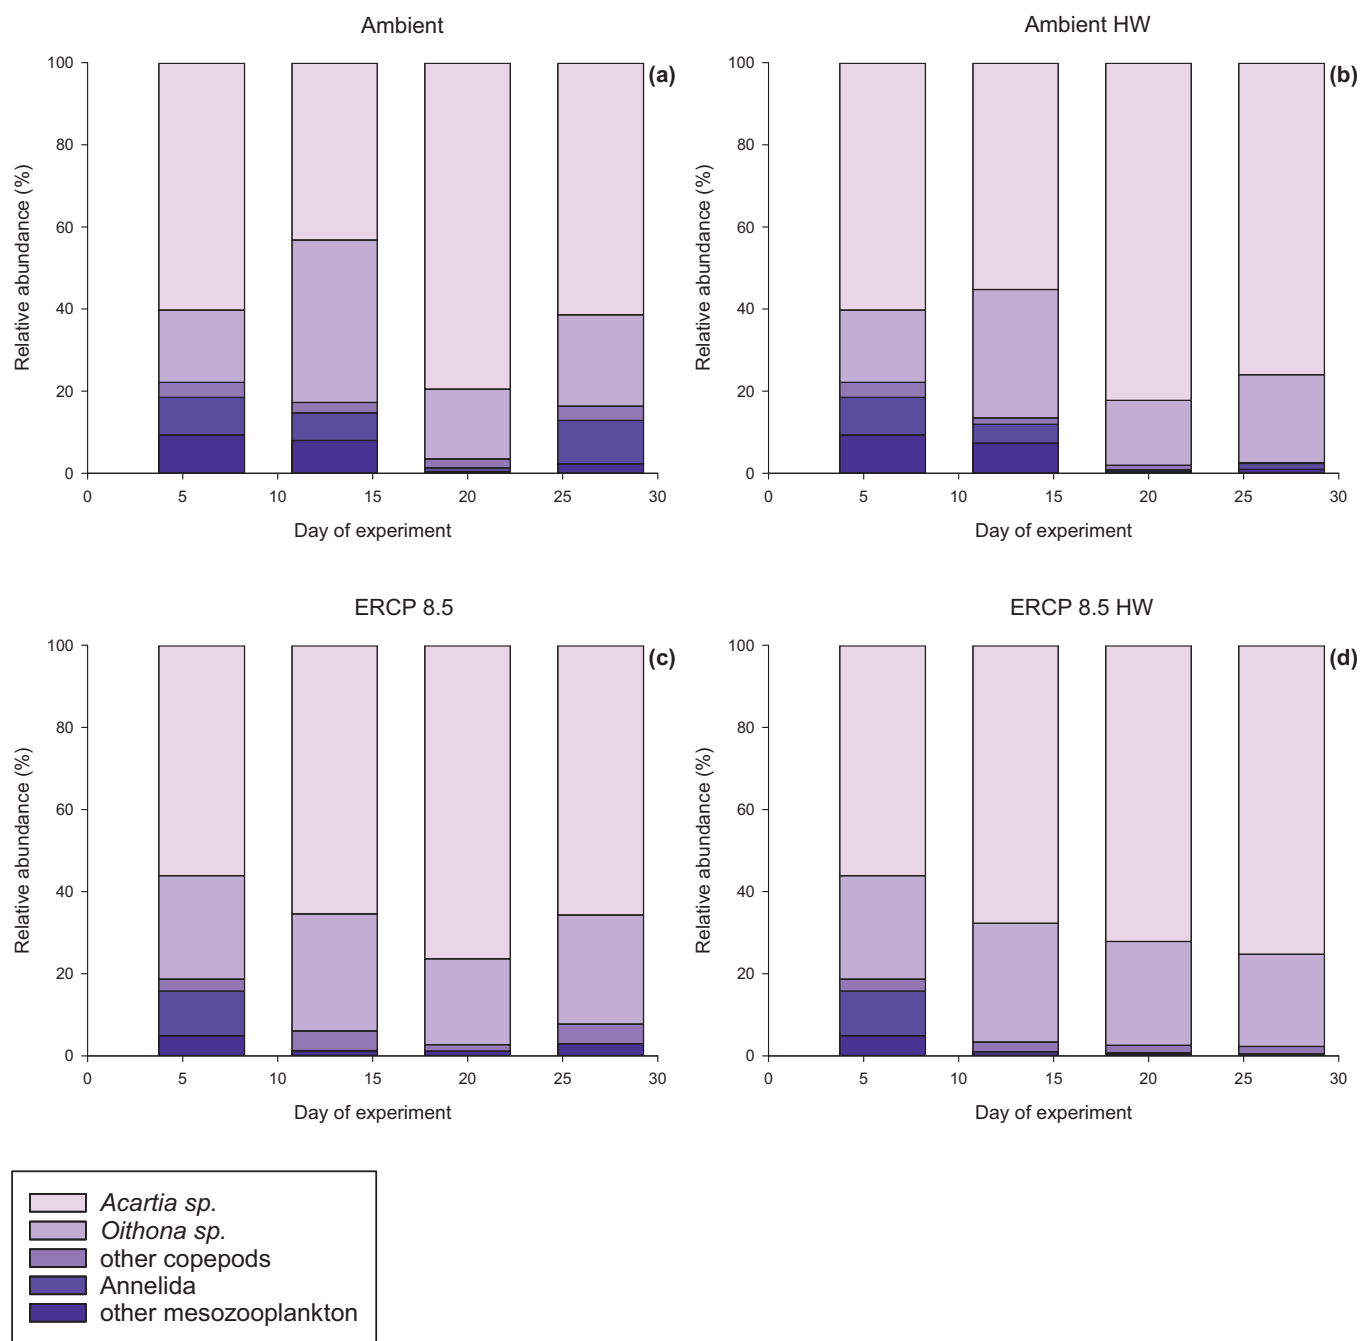 Ambient
(a)
Relative abundance (%)
100
80
60
40
20
0
0 5 10 15 20 25 30
Day of experiment
Ambient HW
(b)
Relative abundance (%)
100
80
60
40
20
0
0 5 10 15 20 25 30
Day of experiment
ERCP 8.5
(c)
Relative abundance (%)
100
80
60
40
20
0
0 5 10 15 20 25 30
Day of experiment
ERCP 8.5 HW
(d)
Relative abundance (%)
100
80
60
40
20
0
0 5 10 15 20 25 30
Day of experiment
Acartia sp.
Oithona sp.
other copepods
Annelida
other mesozooplankton